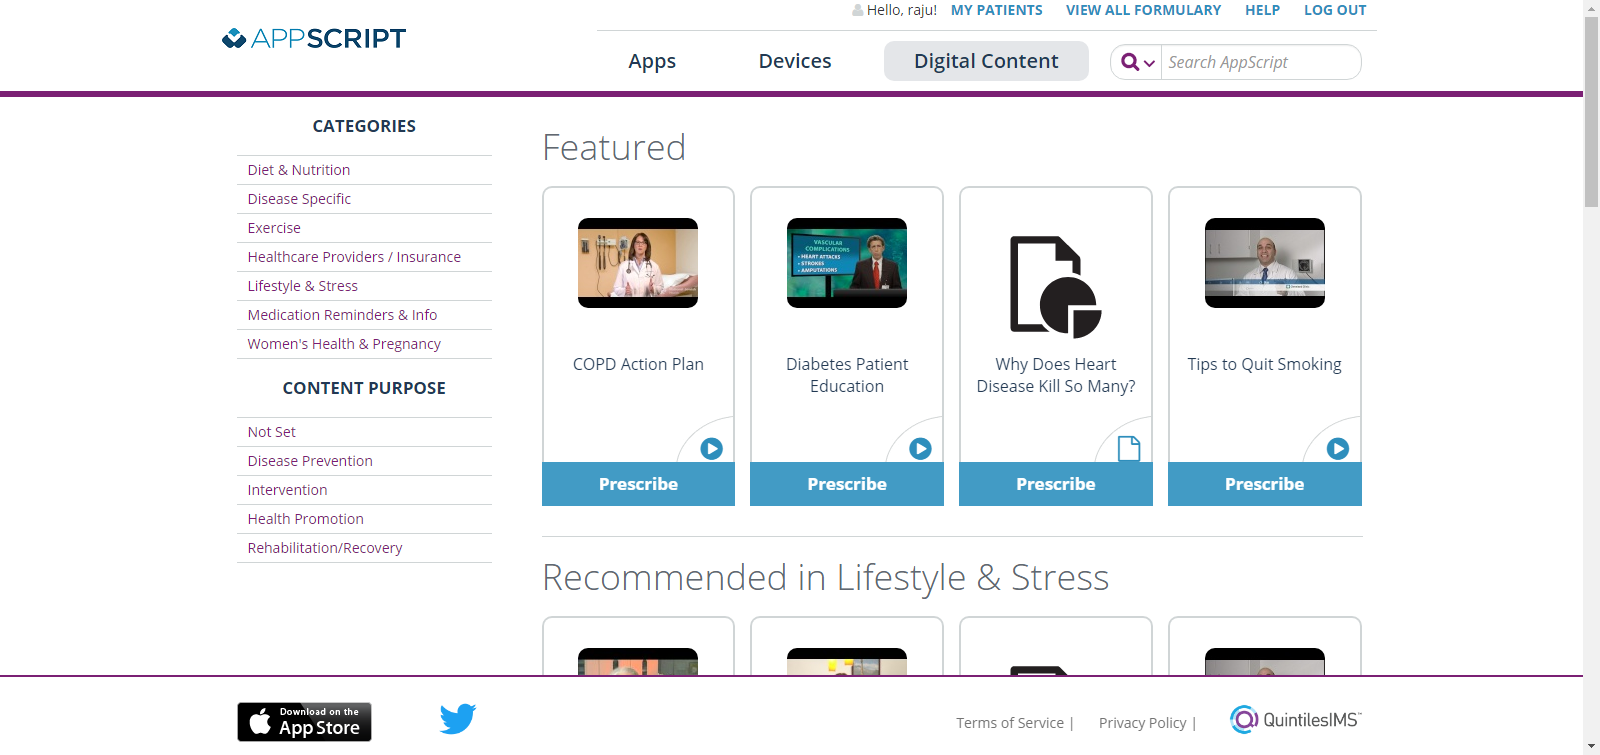 Hello, raju! MY PATIENTS VIEW ALL FORMULARY HELP LOG OUT
APPSCRIPT
Apps Devices Digital Content Search AppScript
CATEGORIES
Diet & Nutrition
Disease Specific
Exercise
Healthcare Providers / Insurance
Lifestyle & Stress
Medication Reminders & Info
Women's Health & Pregnancy
CONTENT PURPOSE
Not Set
Disease Prevention
Intervention
Health Promotion
Rehabilitation/Recovery
Featured
VASCULAR
COMPLICATIONS
• HEART ATTACKS
• STROKES
• AMPUTATIONS
COPD Action Plan
Diabetes Patient
Education
Why Does Heart
Disease Kill So Many?
Tips to Quit Smoking
Prescribe Prescribe Prescribe Prescribe
Recommended in Lifestyle & Stress
Download on the
App Store
Terms of Service | Privacy Policy |
QuintilesIMS™